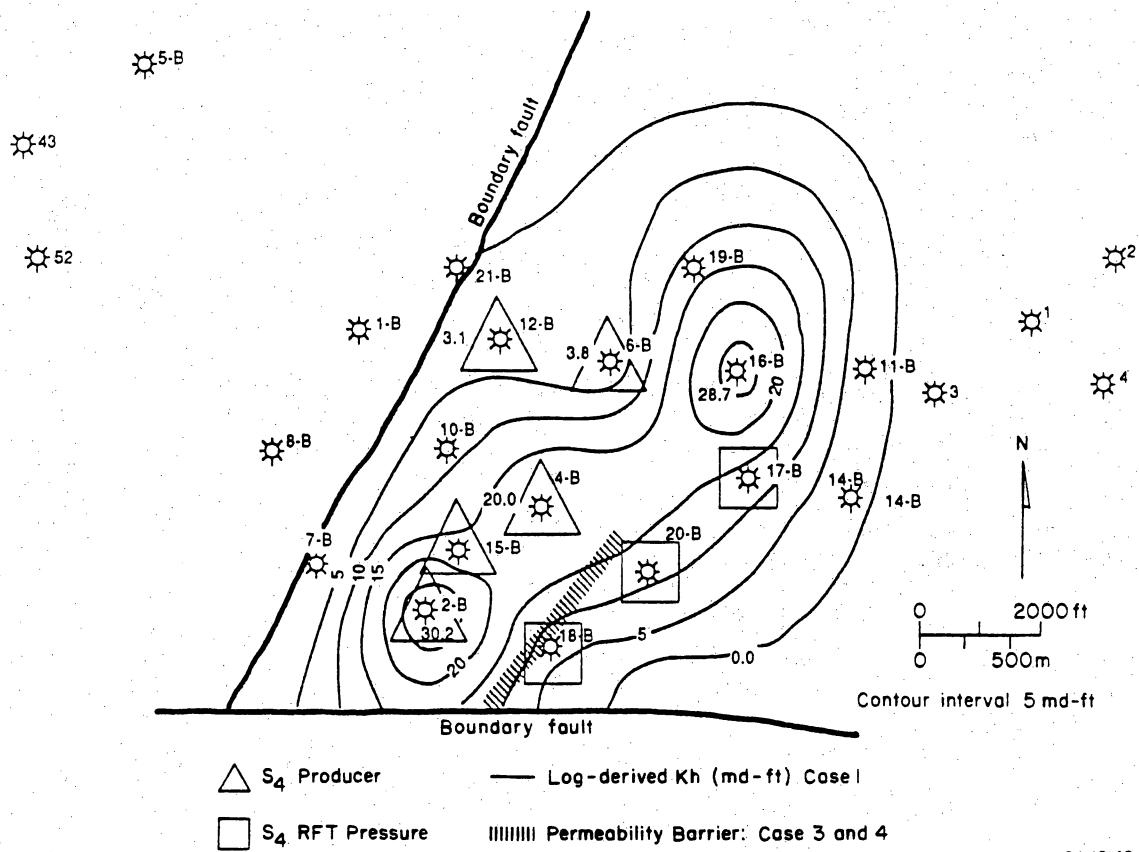 5-B
43
Boundary fault
52
2
19-B
21-B
1
1-B
12-B
3.1
6-B
3.8
16-B
11-B
4
3
28.7
20
10-B
8-B
N
17-B
4-B
14-B
14-B
20.0
20-B
7-B
15-B
5
10
15
2-B
0 2000 ft
30.2
18-B
5
0.0
20
0 500 m
Contour interval 5 md-ft
Boundary fault
S4 Producer
Log-derived Kh (md-ft) Case 1
S4 RFT Pressure
Permeability Barrier: Case 3 and 4